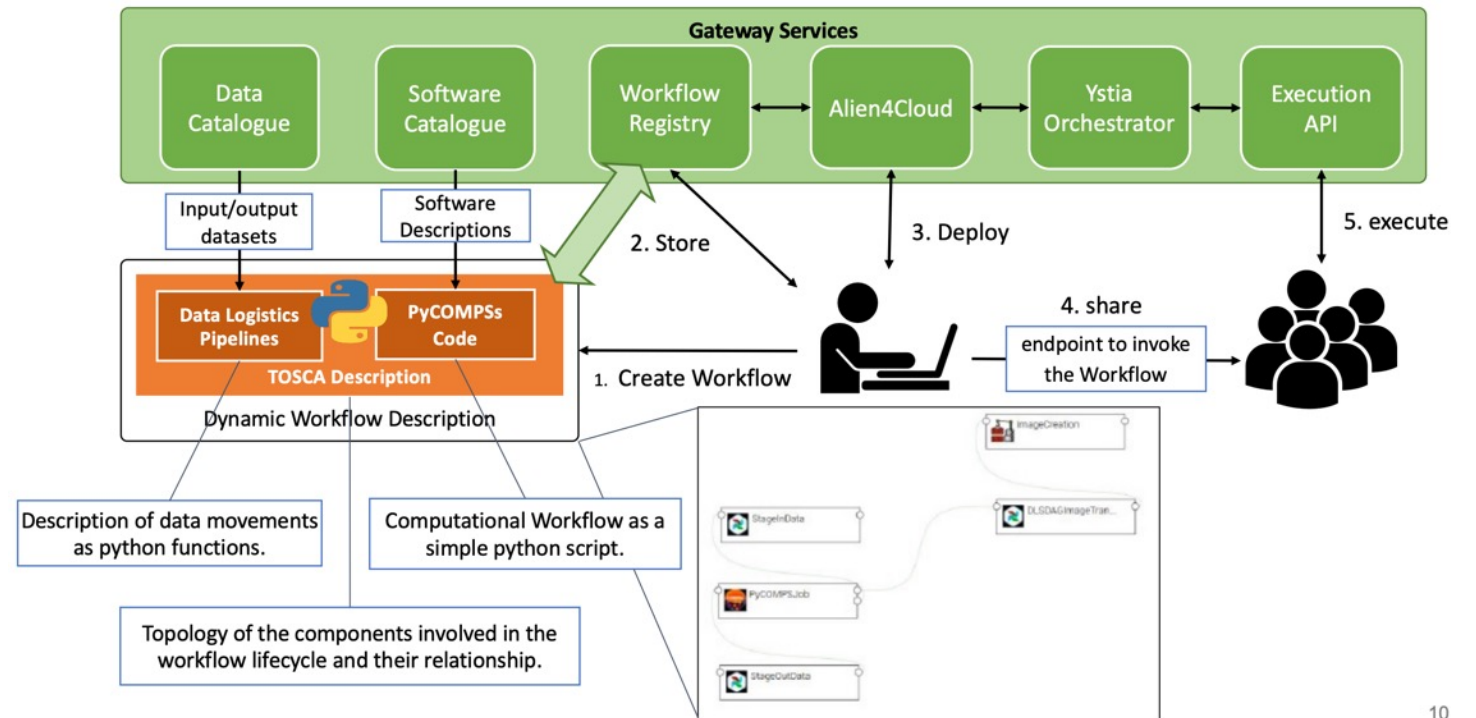 Gateway Services
Data
Catalogue
Software
Catalogue
Workflow
Registry
Alien4Cloud
Ystia
Orchestrator
Execution
API
Input/output
datasets
Software
Descriptions
2. Store
3. Deploy
5. execute
Data Logistics
Pipelines
PyCOMPSs
Code
TOSCA Description
Dynamic Workflow Description
1. Create Workflow
4. share
endpoint to invoke
the Workflow
Description of data movements
as python functions.
Computational Workflow as a
simple python script.
Topology of the components involved in the
workflow lifecycle and their relationship.
ImageCreation
StageInData
DLSDAGImageTran...
PyCOMPSJob
StageOutData
10